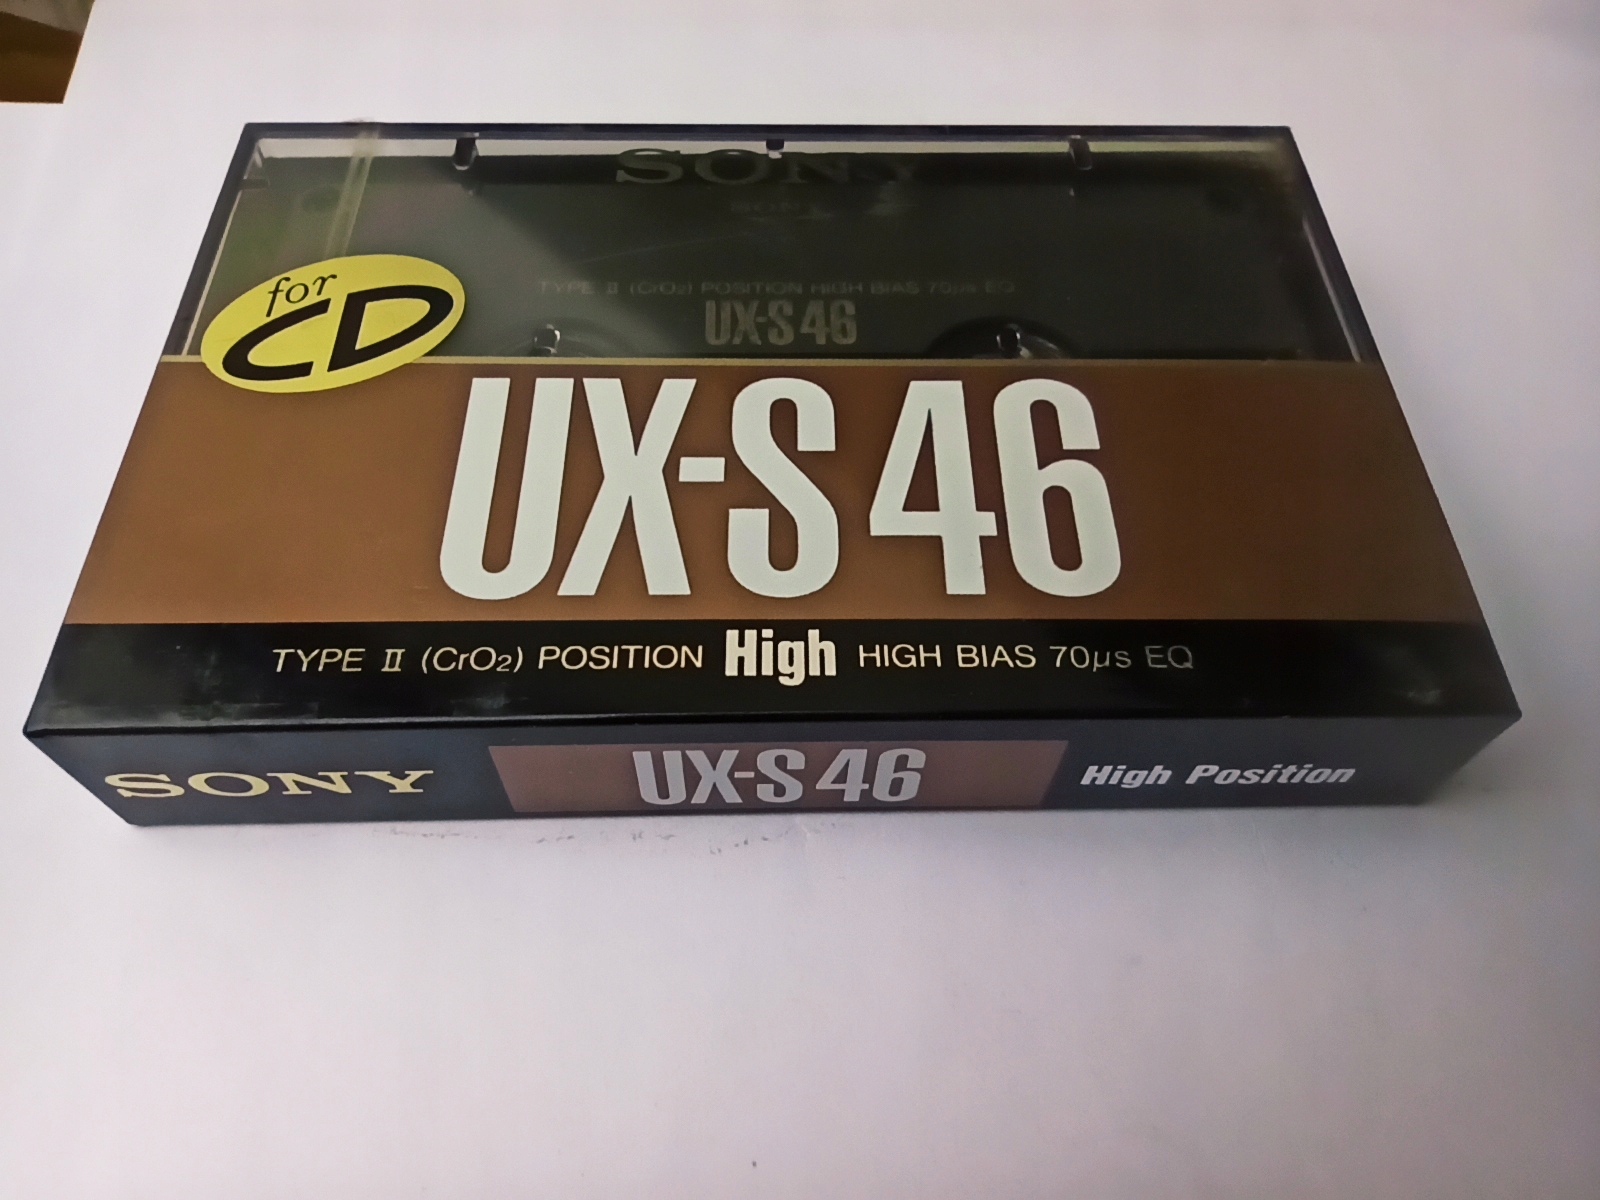 SONY
SONY
TYPE II (CrO2) POSITION HIGH BIAS 70µs EQ
UX-S 46
for
CD
UX-S 46
TYPE II (CrO2) POSITION High HIGH BIAS 70µs EQ
SONY UX-S 46 High Position